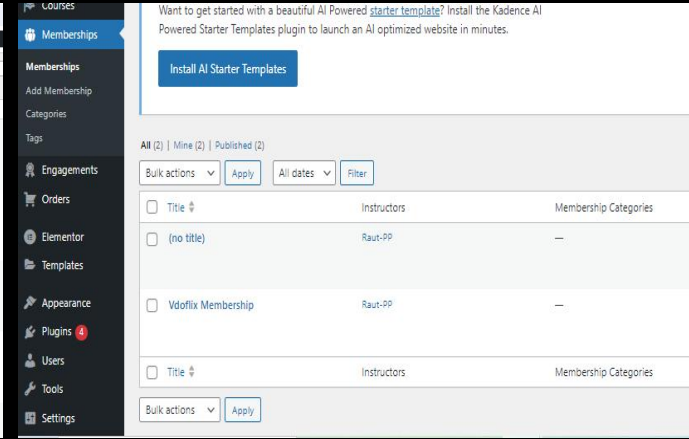 Courses
Memberships
Memberships
Add Membership
Categories
Tags
Engagements
Orders
Elementor
Templates
Appearance
Plugins 4
Users
Tools
Settings
Want to get started with a beautiful AI Powered starter template? Install the Kadence AI
Powered Starter Templates plugin to launch an AI optimized website in minutes.
Install AI Starter Templates
All (2) | Mine (2) | Published (2)
Bulk actions Apply All dates Filter
Title Instructors Membership Categories
(no title) Raut-PP —
Vdoflix Membership Raut-PP —
Title Instructors Membership Categories
Bulk actions Apply